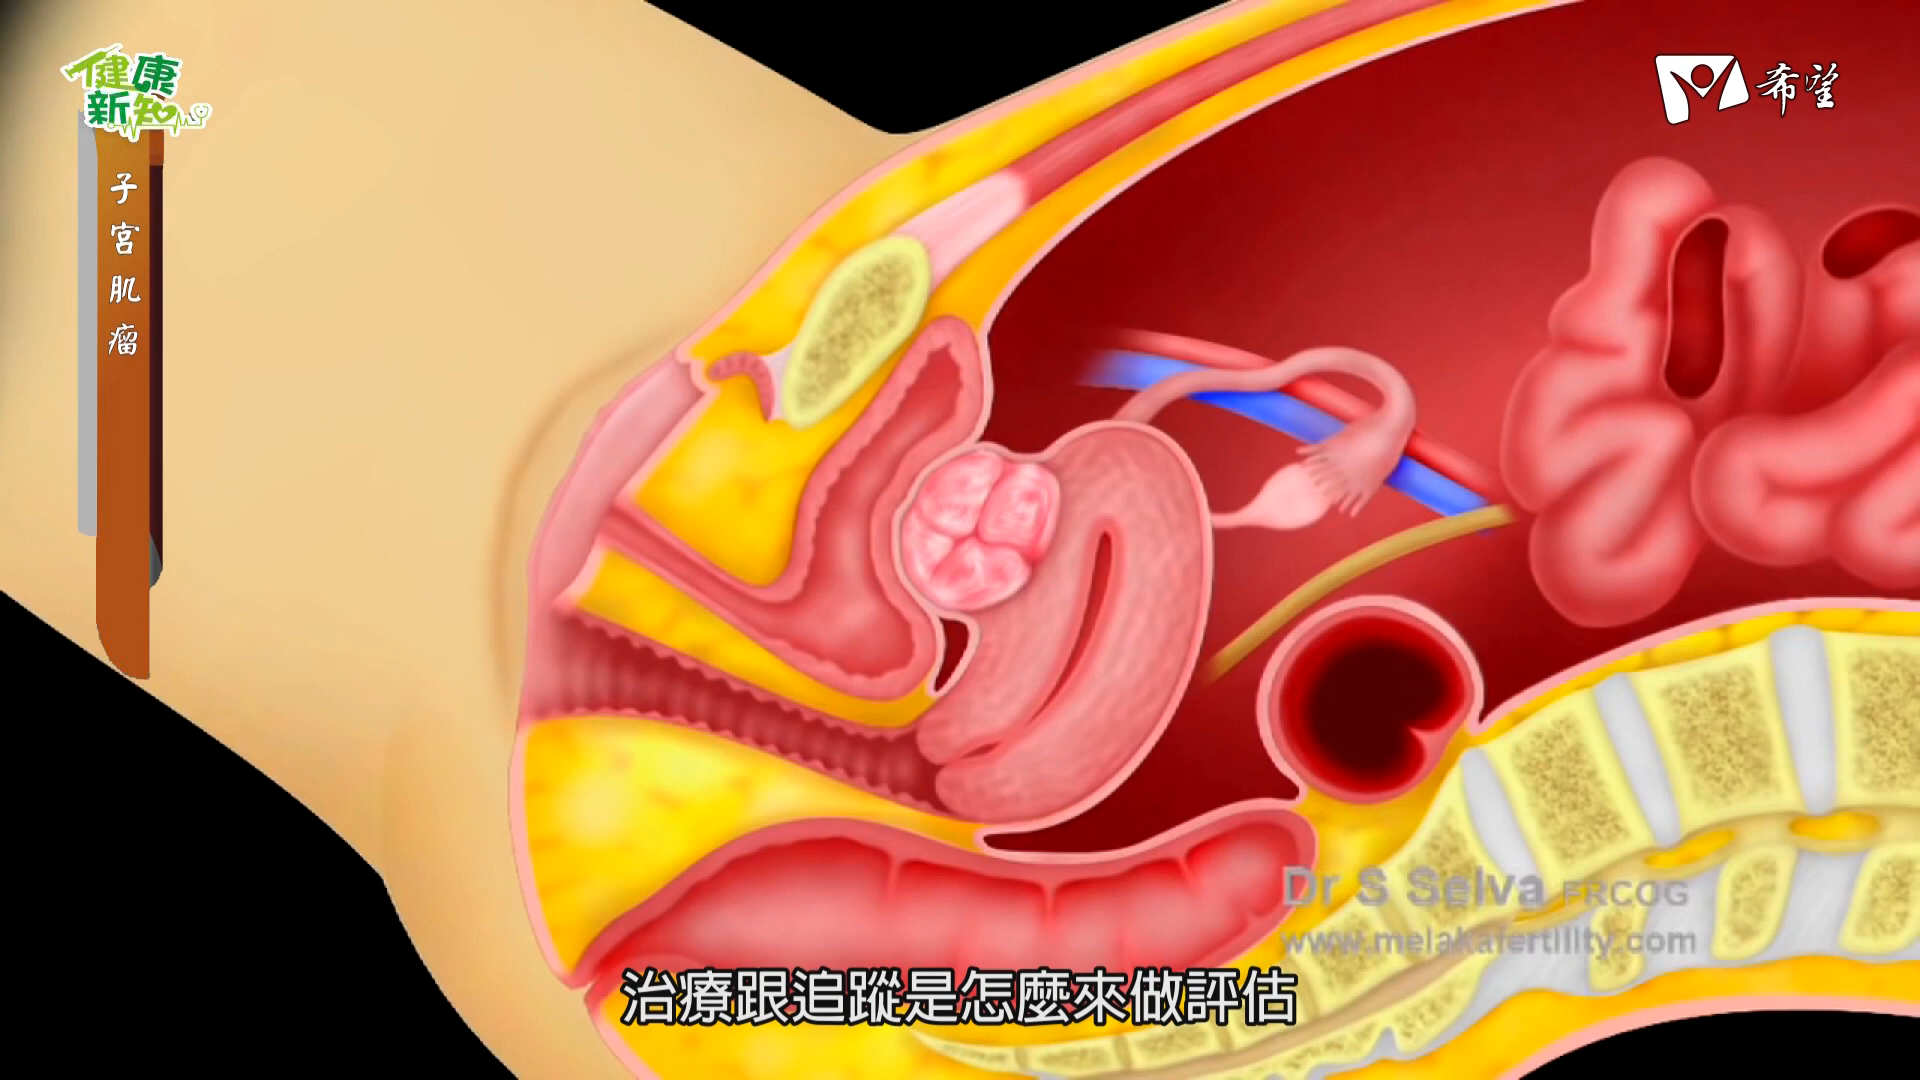 健康
新知
希望
子宮肌瘤
Dr S Selva FRCOG
www.melakafertility.com
治療跟追蹤是怎麼來做評估